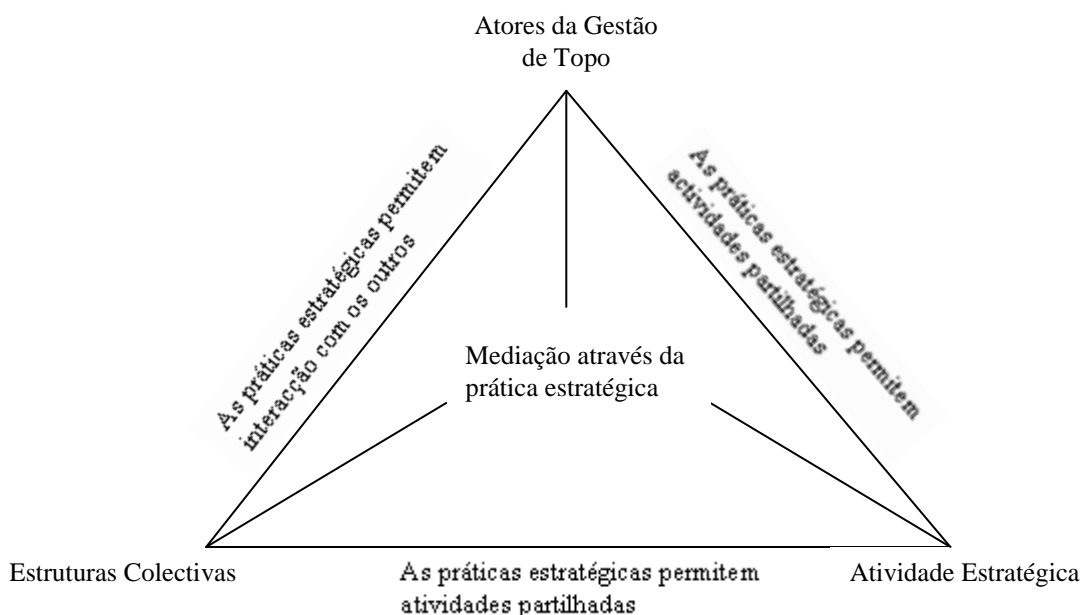 Atores da Gestão
de Topo
As práticas estratégicas permitem
interacção com os outros
As práticas estratégicas permitem
actividades partilhadas
Mediação através da
prática estratégica
Estruturas Colectivas
As práticas estratégicas permitem
atividades partilhadas
Atividade Estratégica